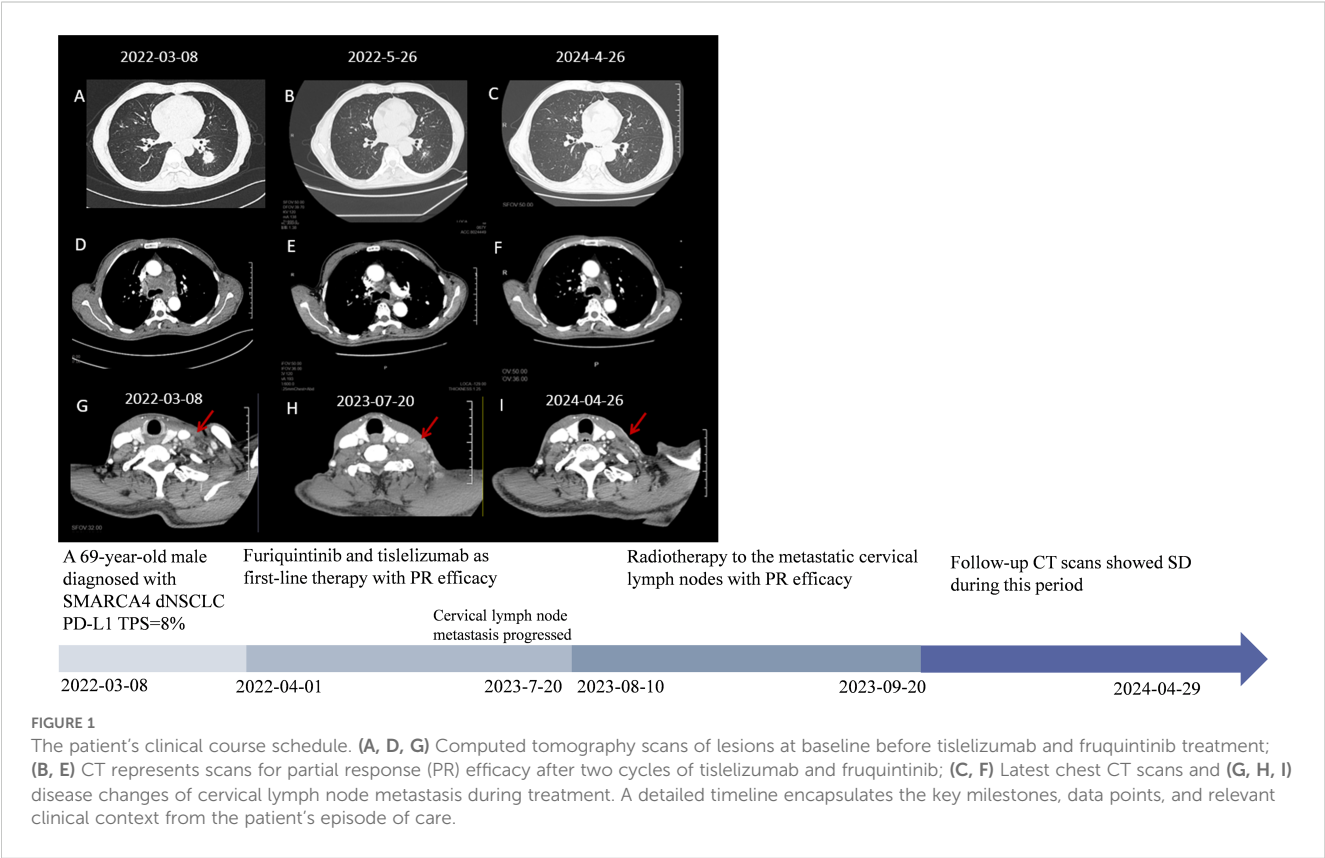 2022-03-08
2022-5-26
2024-4-26
A
B
C
R
SFOV:50.00
D
E
F
R
R
P
P
2022-03-08
2023-07-20
2024-04-26
G
H
I
SFOV:32.00
A 69-year-old male
diagnosed with
SMARCA4 dNSCLC
PD-L1 TPS=8%
Furiquintinib and tislelizumab as
first-line therapy with PR efficacy
Cervical lymph node
metastasis progressed
Radiotherapy to the metastatic cervical
lymph nodes with PR efficacy
Follow-up CT scans showed SD
during this period
2022-03-08
2022-04-01
2023-7-20
2023-08-10
2023-09-20
2024-04-29
FIGURE 1
The patient’s clinical course schedule. (A, D, G) Computed tomography scans of lesions at baseline before tislelizumab and fruquintinib treatment;
(B, E) CT represents scans for partial response (PR) efficacy after two cycles of tislelizumab and fruquintinib; (C, F) Latest chest CT scans and (G, H, I)
disease changes of cervical lymph node metastasis during treatment. A detailed timeline encapsulates the key milestones, data points, and relevant
clinical context from the patient’s episode of care.